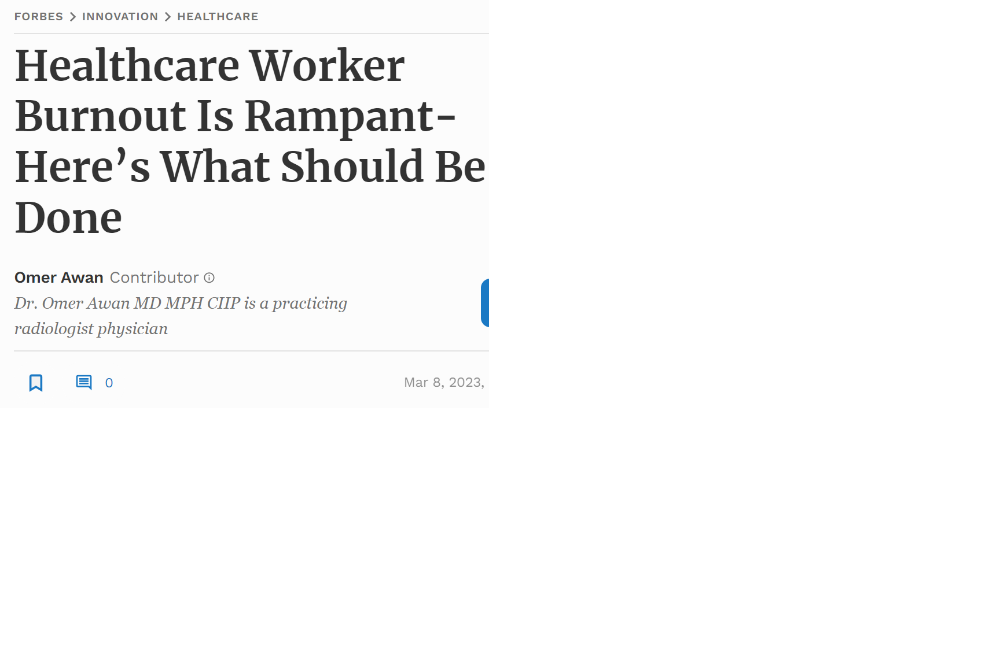 FORBES > INNOVATION > HEALTHCARE
Healthcare Worker
Burnout Is Rampant-
Here’s What Should Be
Done
Omer Awan Contributor
Dr. Omer Awan MD MPH CIIP is a practicing
radiologist physician
0
Mar 8, 2023,